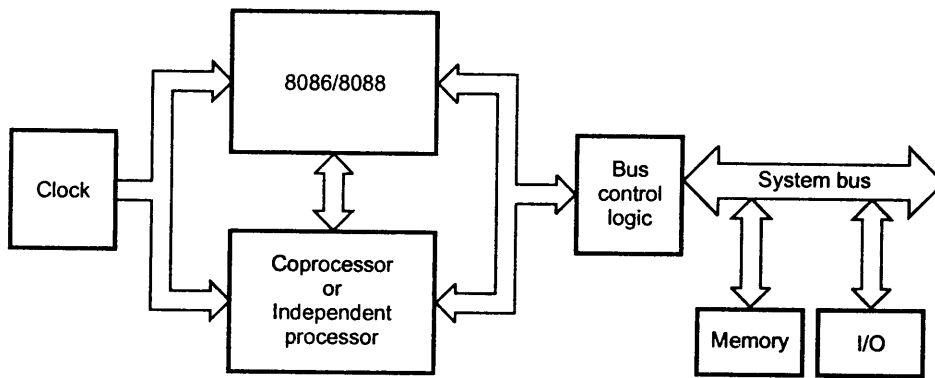 8086/8088
Clock
Coprocessor
or
Independent
processor
Bus
control
logic
System bus
Memory
I/O